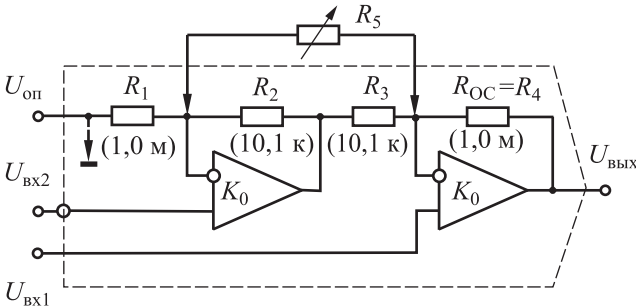 R5
Uоп
R1
R2
R3
RОС = R4
(1,0 м)
(10,1 к)
(10,1 к)
(1,0 м)
Uвх2
K0
K0
Uвых
Uвх1